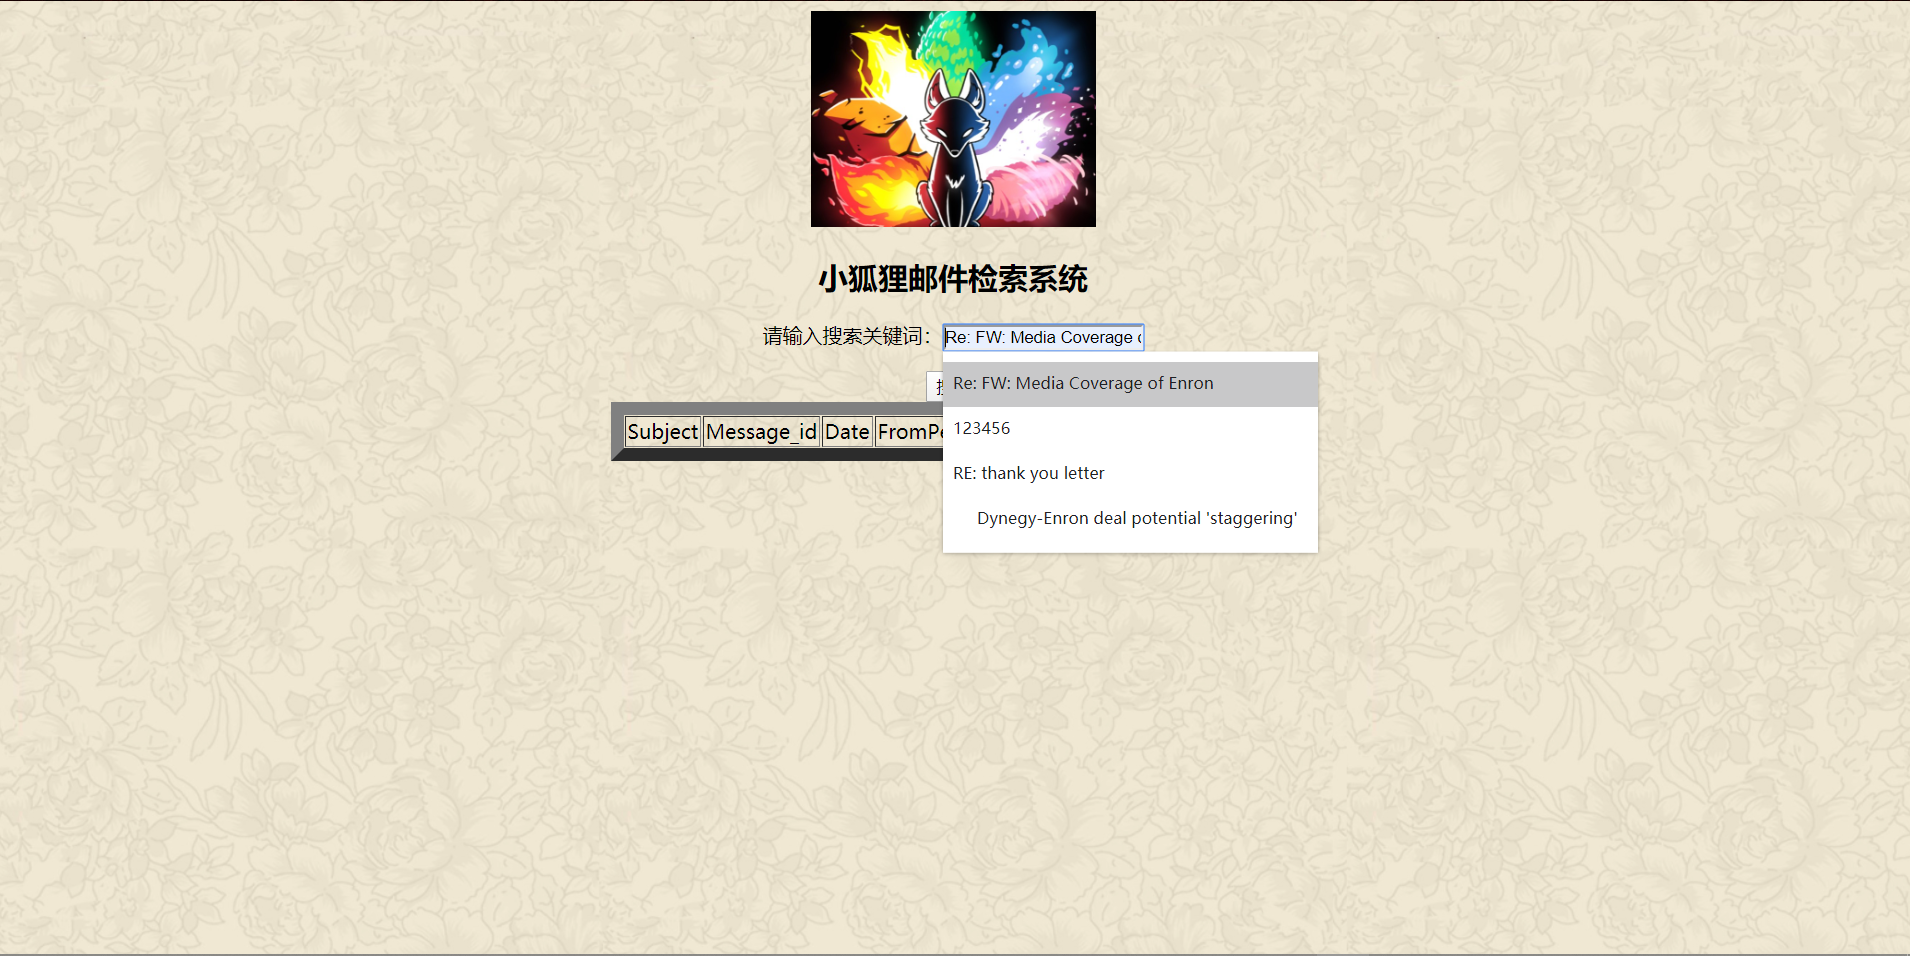 小狐狸邮件检索系统
请输入搜索关键词： Re: FW: Media Coverage
Re: FW: Media Coverage of Enron
123456
RE: thank you letter
Dynegy-Enron deal potential 'staggering'
Subject Message_id Date